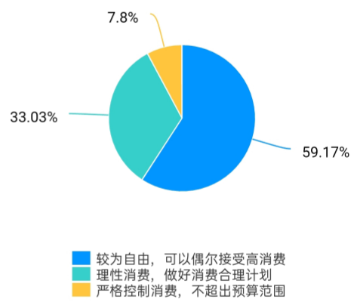 7.8%
33.03%
59.17%
较为自由，可以偶尔接受高消费
理性消费，做好消费合理计划
严格控制消费，不超出预算范围